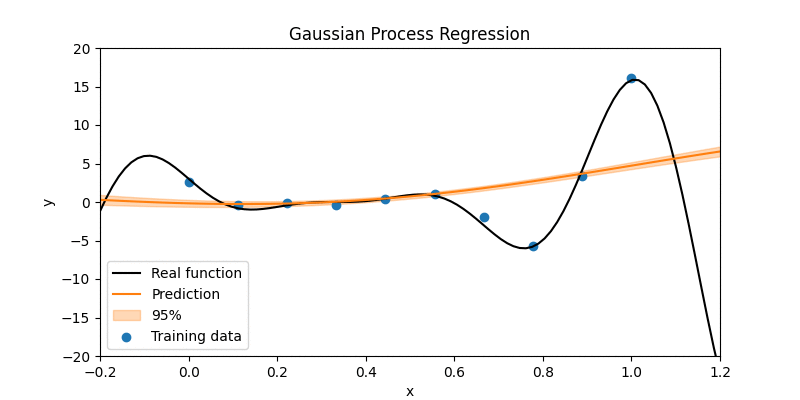 Gaussian Process Regression
20
15
10
5
0
−5
−10
−15
−20
y
Real function
Prediction
95%
Training data
−0.2 0.0 0.2 0.4 0.6 0.8 1.0 1.2
x